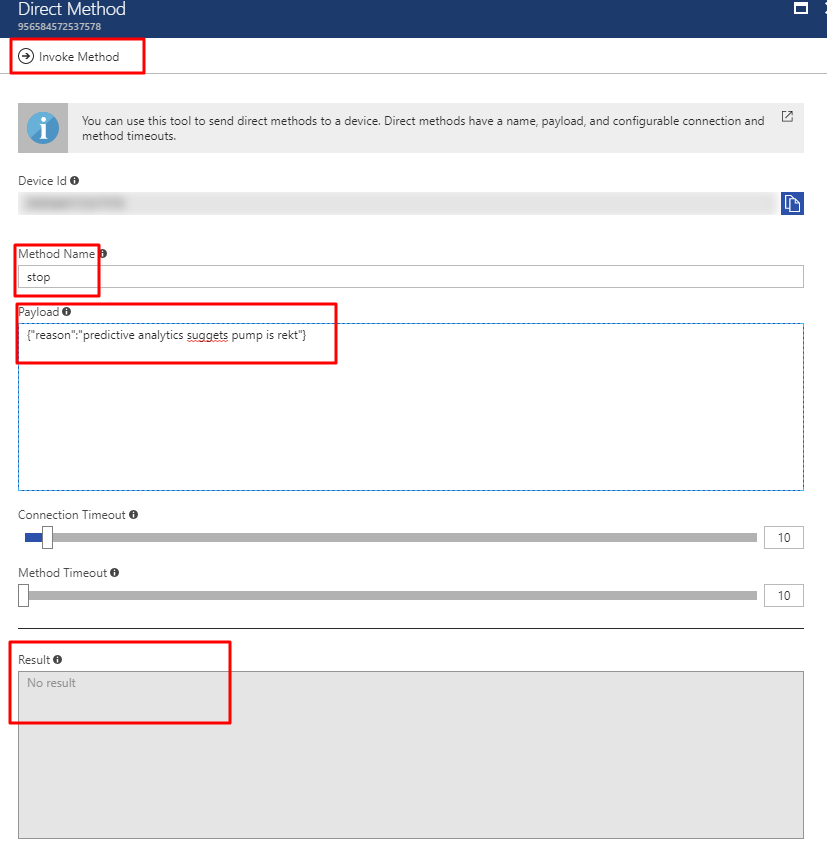 Direct Method
956584572537578
Invoke Method
You can use this tool to send direct methods to a device. Direct methods have a name, payload, and configurable connection and
method timeouts.
Device Id
Method Name
stop
Payload
{"reason":"predictive analytics suggets pump is rekt"}
Connection Timeout
10
Method Timeout
10
Result
No result